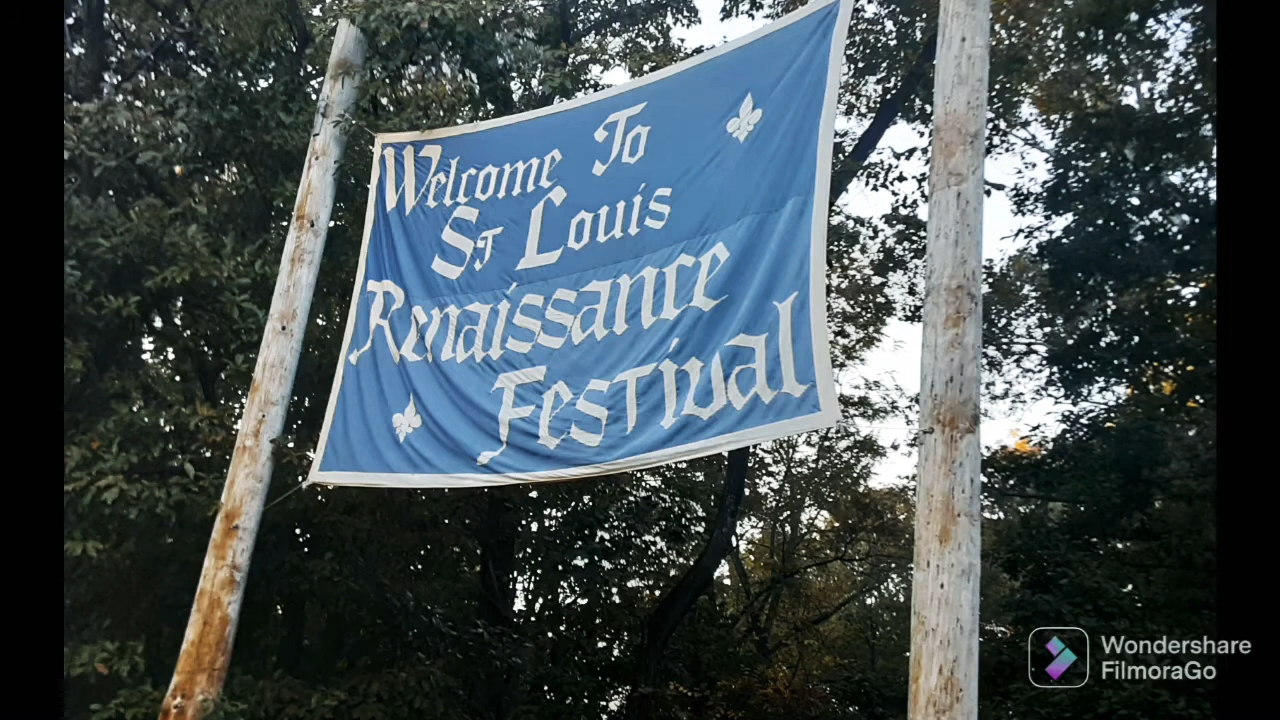 Welcome To
St Louis
Renaissance
Festival
Wondershare
FilmoraGo